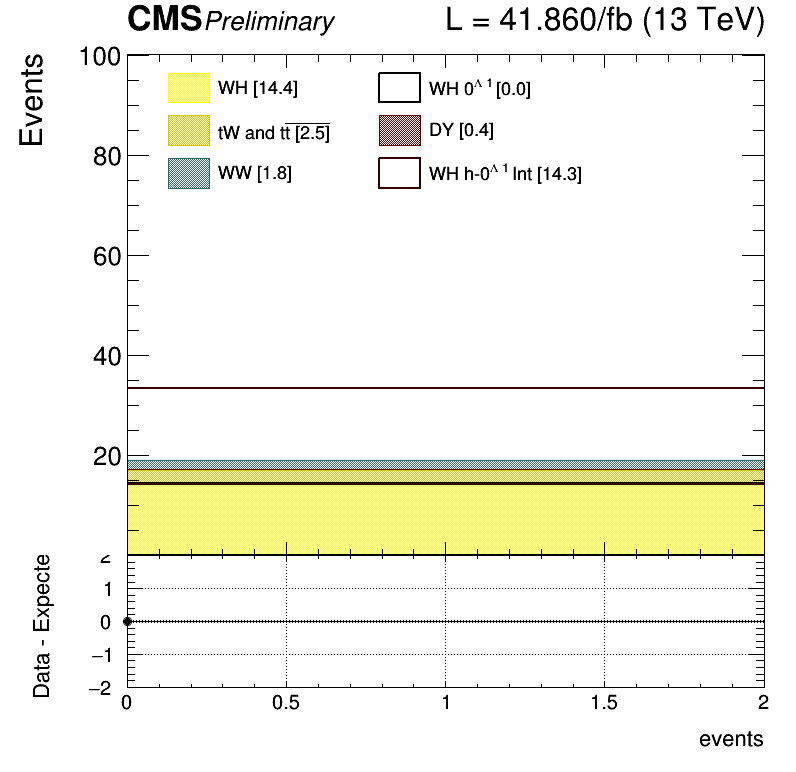 CMS Preliminary L = 41.860/fb (13 TeV)
Events
100
80
60
40
20
WH [14.4]
WH 0^Λ 1 [0.0]
tW and tt [2.5]
DY [0.4]
WW [1.8]
WH h-0^Λ 1 Int [14.3]
Data - Expecte
2
1
0
−1
−2
0 0.5 1 1.5 2
events